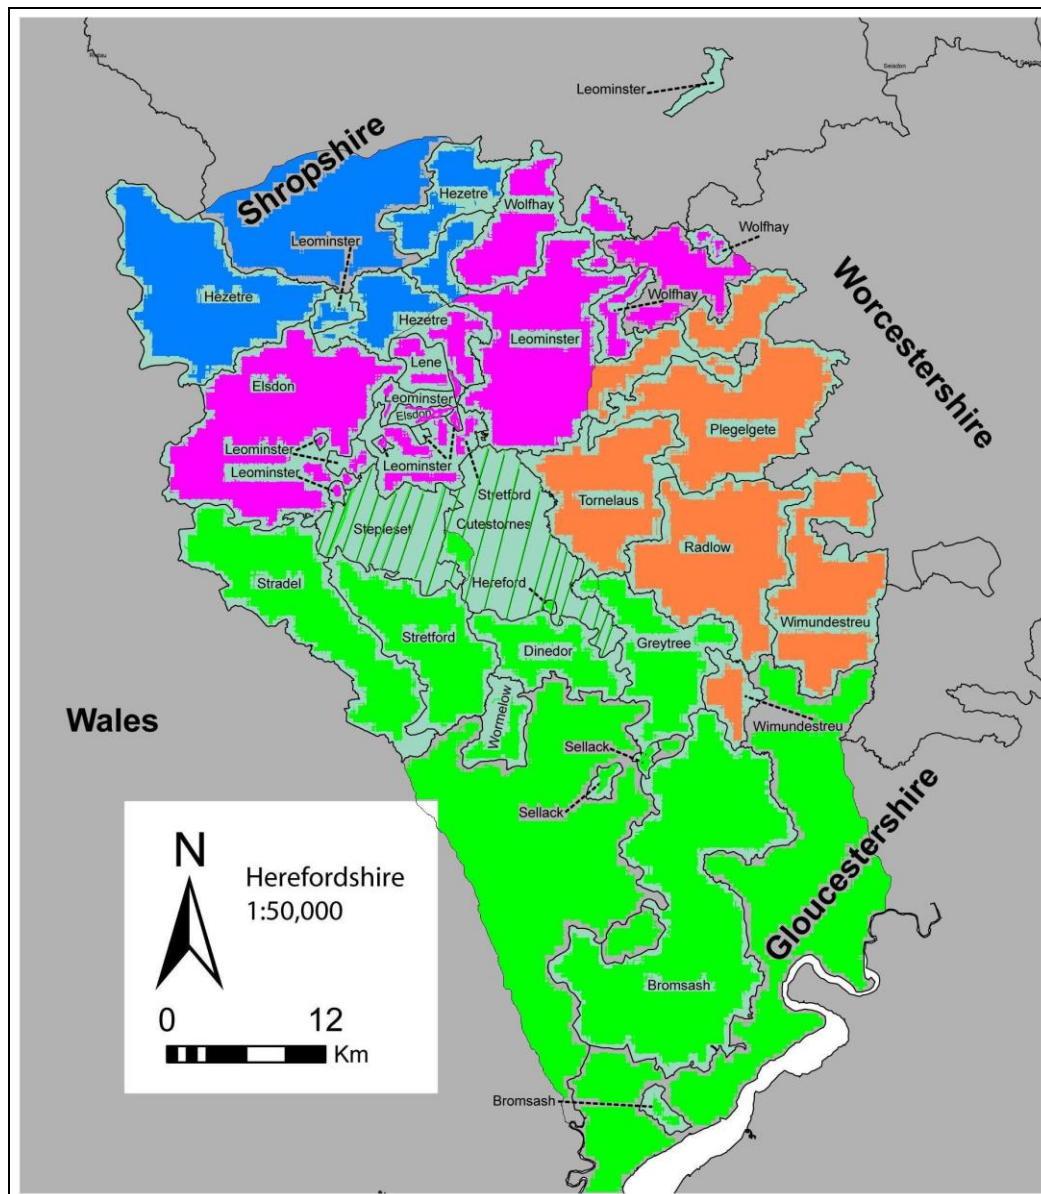 Seisdon
Leominster
Shropshire
Hezetre
Wolfhay
Leominster
Wolfhay
Worcestershire
Hezetre
Wolfhay
Hezetre
Leominster
Lene
Elsdon
Leominster
Elsdon
Plegelgete
Leominster
Leominster
Leominster
Stretford
Tornelaus
Stepleset
Cutestornes
Radlow
Stradel
Hereford
Stretford
Dinedor
Greytree
Wimundestreu
Wales
Wormelow
Wimundestreu
Sellack
Sellack
Gloucestershire
N
Herefordshire
1:50,000
0 12
Km
Bromsash
Bromsash